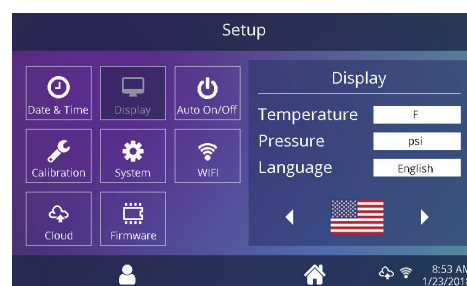 Setup
Date & Time
Display
Auto On/Off
Calibration
System
WIFI
Cloud
Firmware
Display
Temperature F
Pressure psi
Language English
8:53 AM
1/23/2018